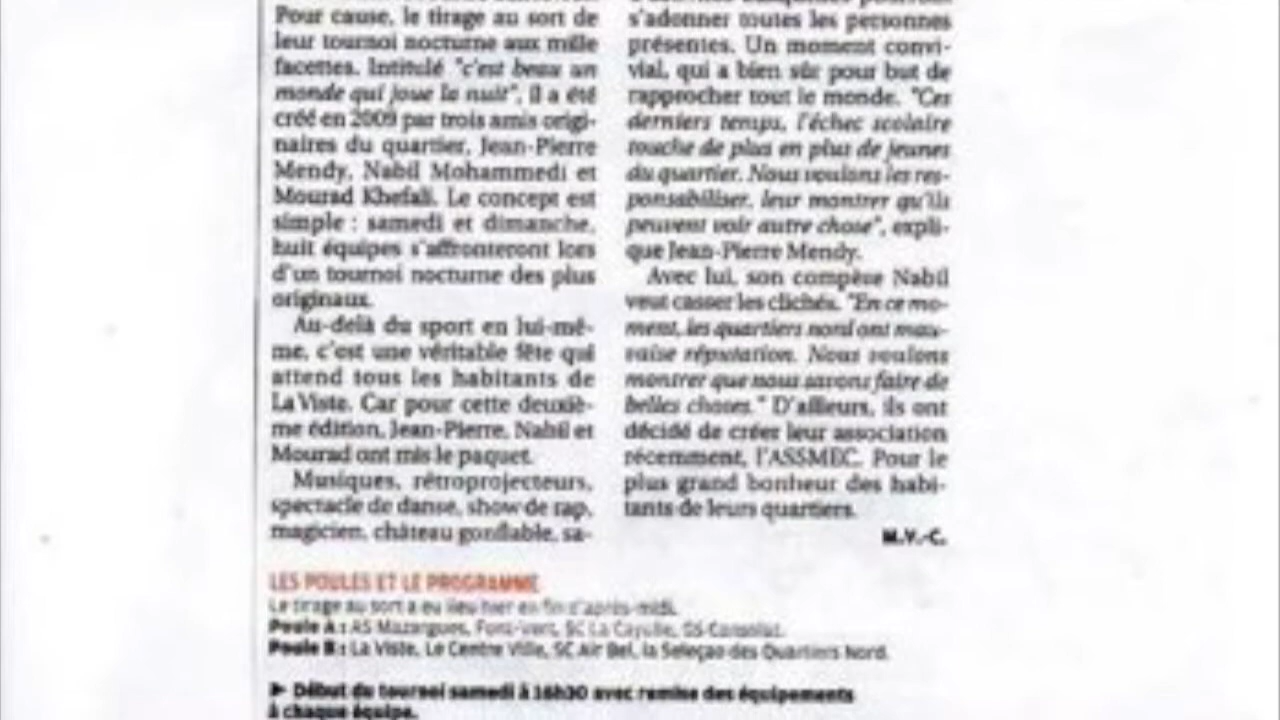 Pour cause, le tirage au sort de
leur tournoi nocturne aux mille
facettes. Intitulé "c'est beau un
monde qui joue la nuit", il a été
créé en 2009 par trois amis origi-
naires du quartier, Jean-Pierre
Mendy, Nabil Mohammedi et
Mourad Khefali. Le concept est
simple : samedi et dimanche,
huit équipes s'affronteront lors
d'un tournoi nocturne des plus
originaux.
Au-delà du sport en lui-mê-
me, c'est une véritable fête qui
attend tous les habitants de
La Viste. Car pour cette deuxiè-
me édition, Jean-Pierre, Nabil et
Mourad ont mis le paquet.
Musiques, rétroprojecteurs,
spectacle de danse, show de rap,
magicien, château gonflable, sa-
s'adonner toutes les personnes
présentes. Un moment convi-
vial, qui a bien sûr pour but de
rapprocher tout le monde. "Ces
derniers temps, l'échec scolaire
touche de plus en plus de jeunes
du quartier. Nous voulons les res-
ponsabiliser, leur montrer qu'ils
peuvent voir autre chose", expli-
que Jean-Pierre Mendy.
Avec lui, son compère Nabil
veut casser les clichés. "En ce mo-
ment, les quartiers nord ont mau-
vaise réputation. Nous voulons
montrer que nous savons faire de
belles choses." D'ailleurs, ils ont
décidé de créer leur association
récemment, l'ASSMEC. Pour le
plus grand bonheur des habi-
tants de leurs quartiers.
M.Y.-C.
LES POULES ET LE PROGRAMME
Le tirage au sort a eu lieu hier en fin d'après-midi.
Poule A : AS Mazargues, Font-Vert, SC La Cayolle, GS Consolat.
Poule B : La Viste, Le Centre Ville, SC Air Bel, la Seleçao des Quartiers Nord.
► Début du tournoi samedi à 16h30 avec remise des équipements
à chaque équipe.